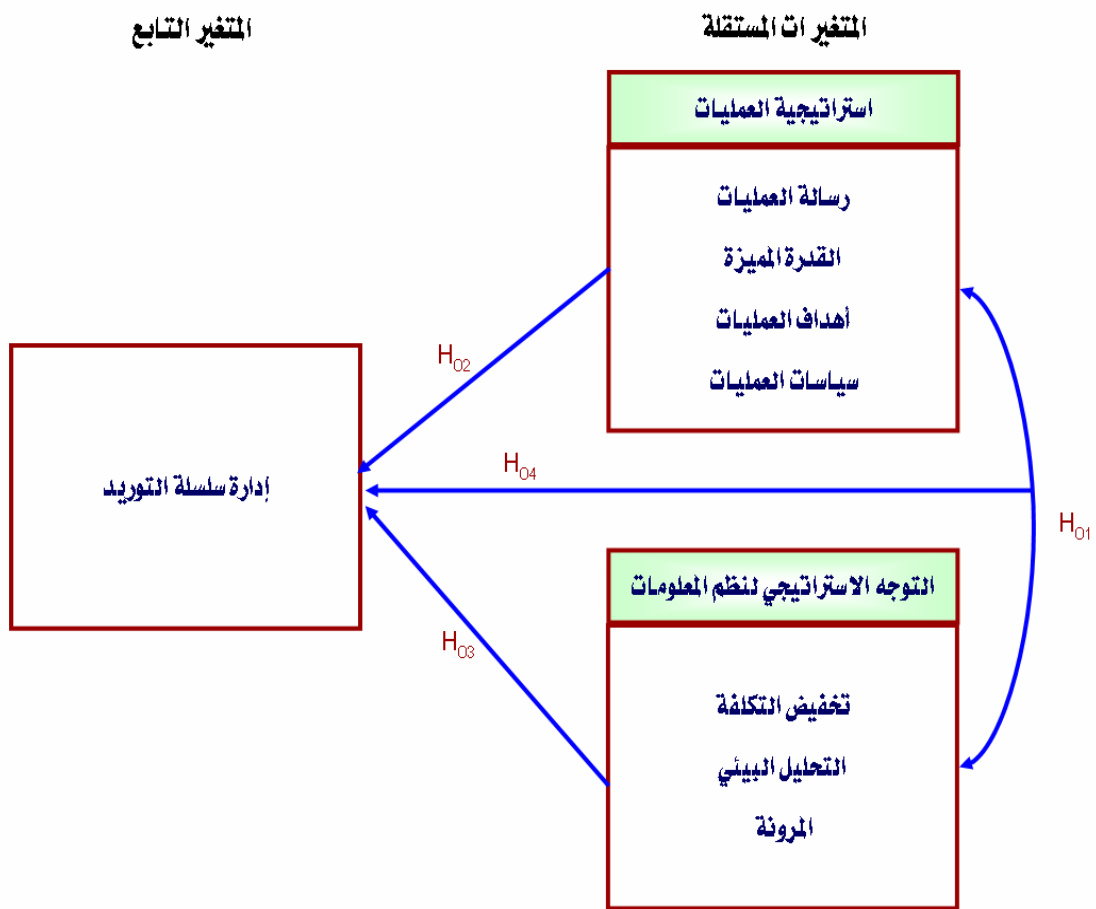 المتغيرات المستقلة
المتغير التابع
استراتيجية العمليات
رسالة العمليات
القدرة المميزة
أهداف العمليات
سياسات العمليات
H02
إدارة سلسلة التوريد
H04
H01
التوجه الاستراتيجي لنظم المعلومات
H03
تخفيض التكلفة
التحليل البيئي
المرونة